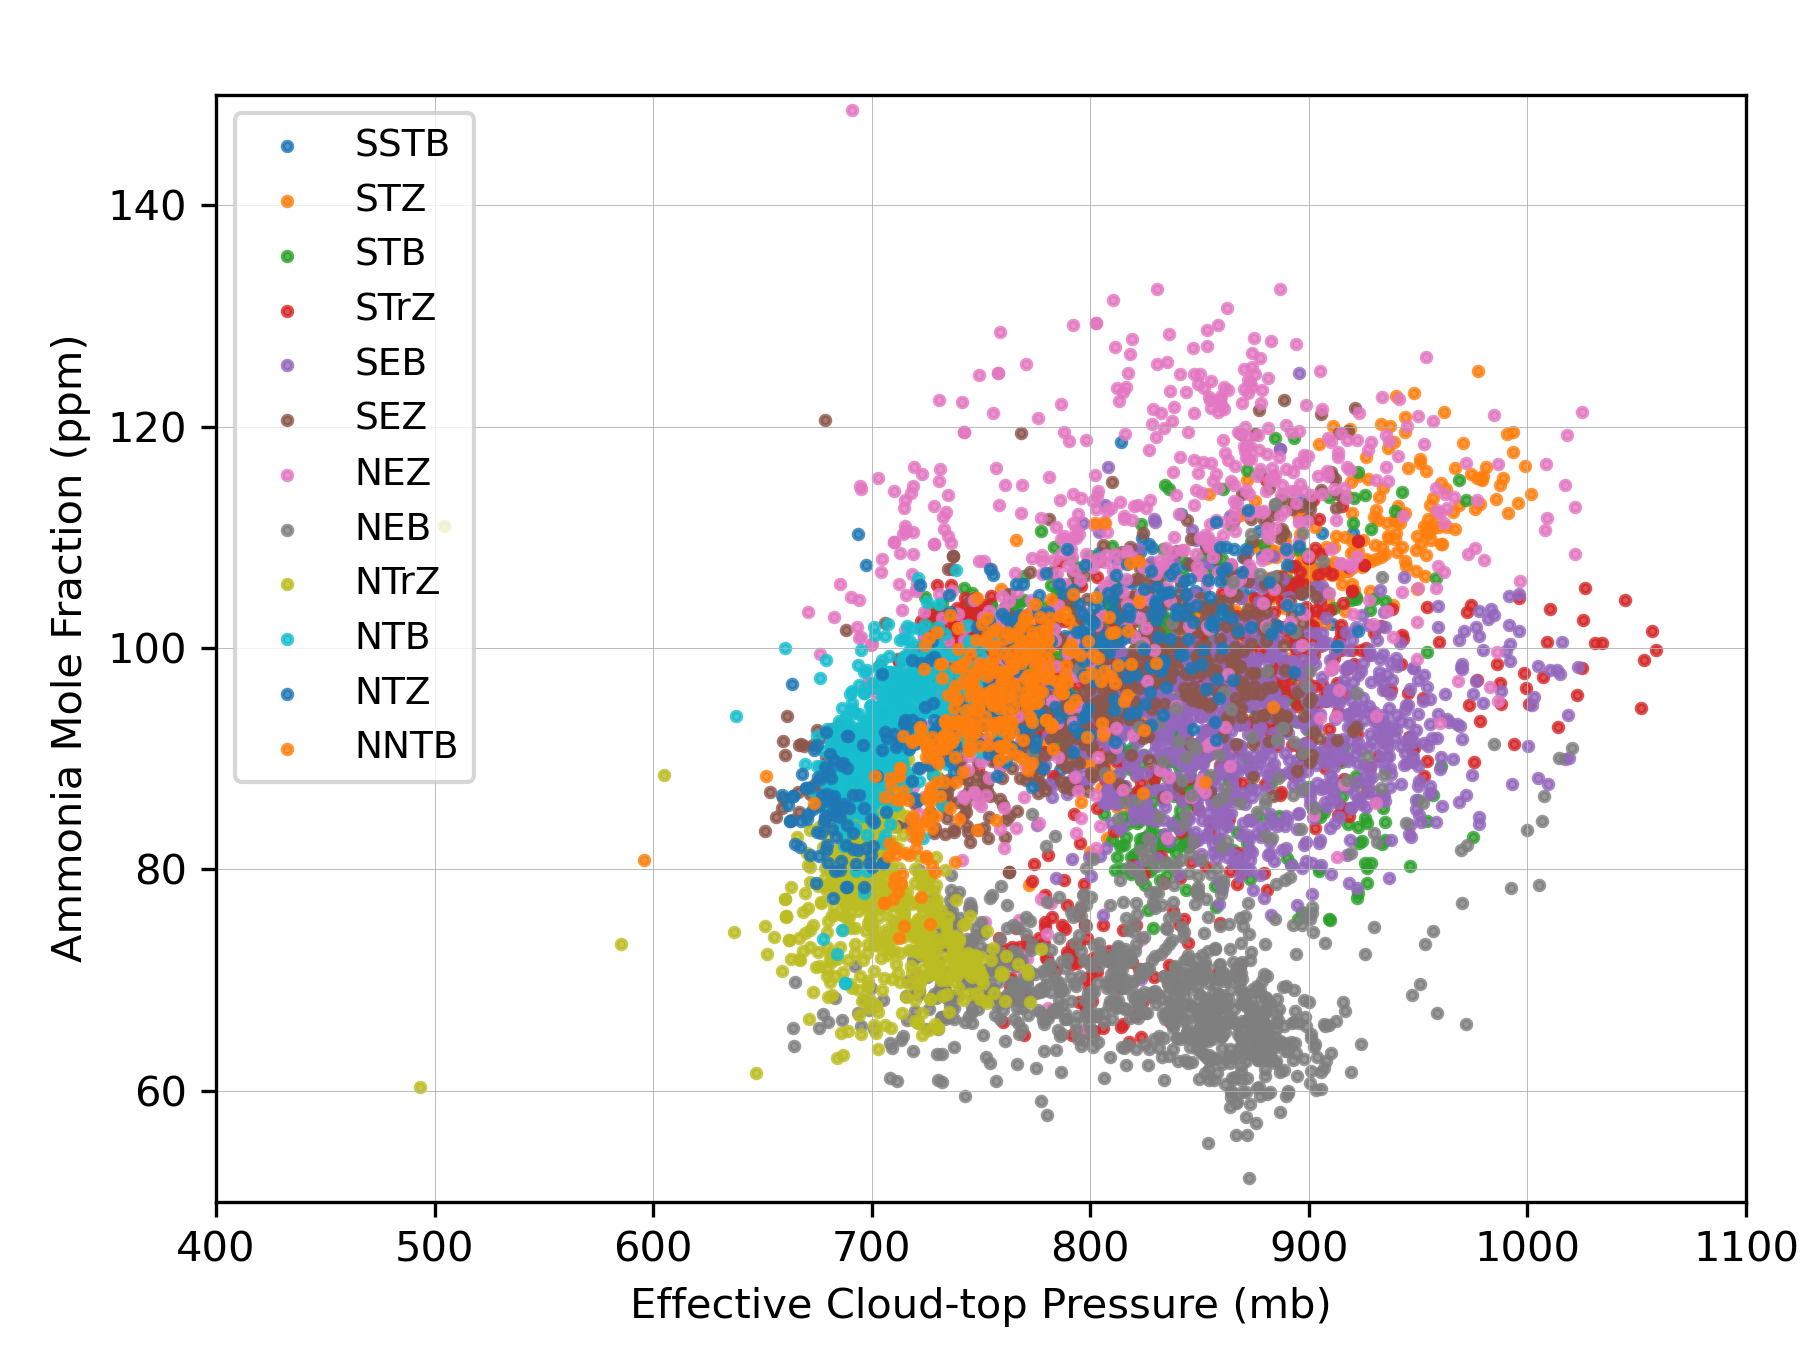 SSTB
STZ
STB
STrZ
SEB
SEZ
NEZ
NEB
NTrZ
NTB
NTZ
NNTB
140
120
100
80
60
Ammonia Mole Fraction (ppm)
400 500 600 700 800 900 1000 1100
Effective Cloud-top Pressure (mb)